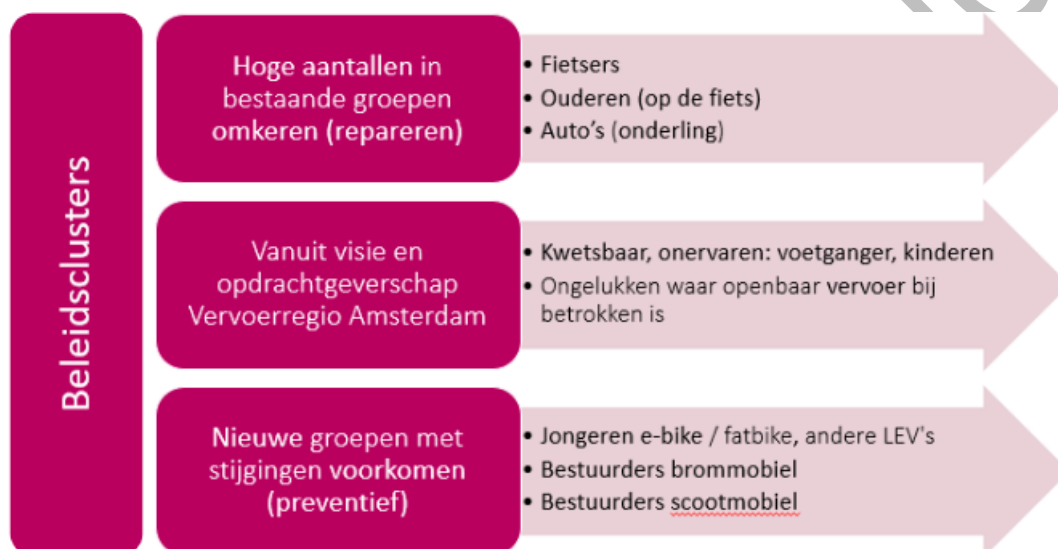 Beleidsclusters
Hoge aantallen in
bestaande groepen
omkeren (repareren)
• Fietsers
• Ouderen (op de fiets)
• Auto's (onderling)
Vanuit visie en
opdrachtgeverschap
Vervoerregio Amsterdam
• Kwetsbaar, onervaren: voetganger, kinderen
• Ongelukken waar openbaar vervoer bij
betrokken is
Nieuwe groepen met
stijgingen voorkomen
(preventief)
• Jongeren e-bike / fatbike, andere LEV's
• Bestuurders brommobiel
• Bestuurders scootmobiel